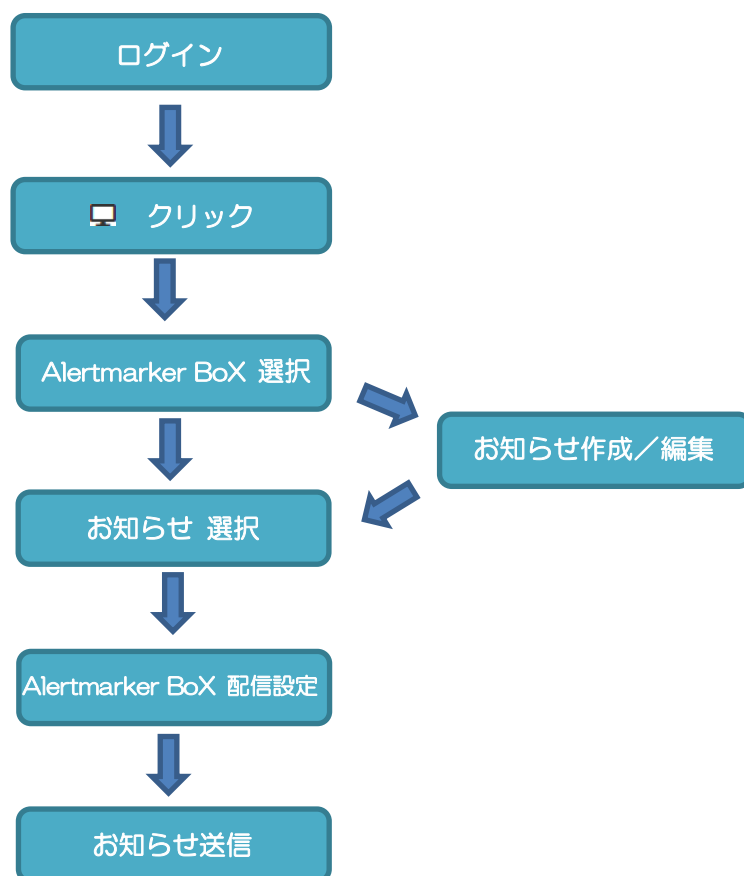 ログイン
クリック
Alertmarker BoX 選択
お知らせ作成／編集
お知らせ 選択
Alertmarker BoX 配信設定
お知らせ送信